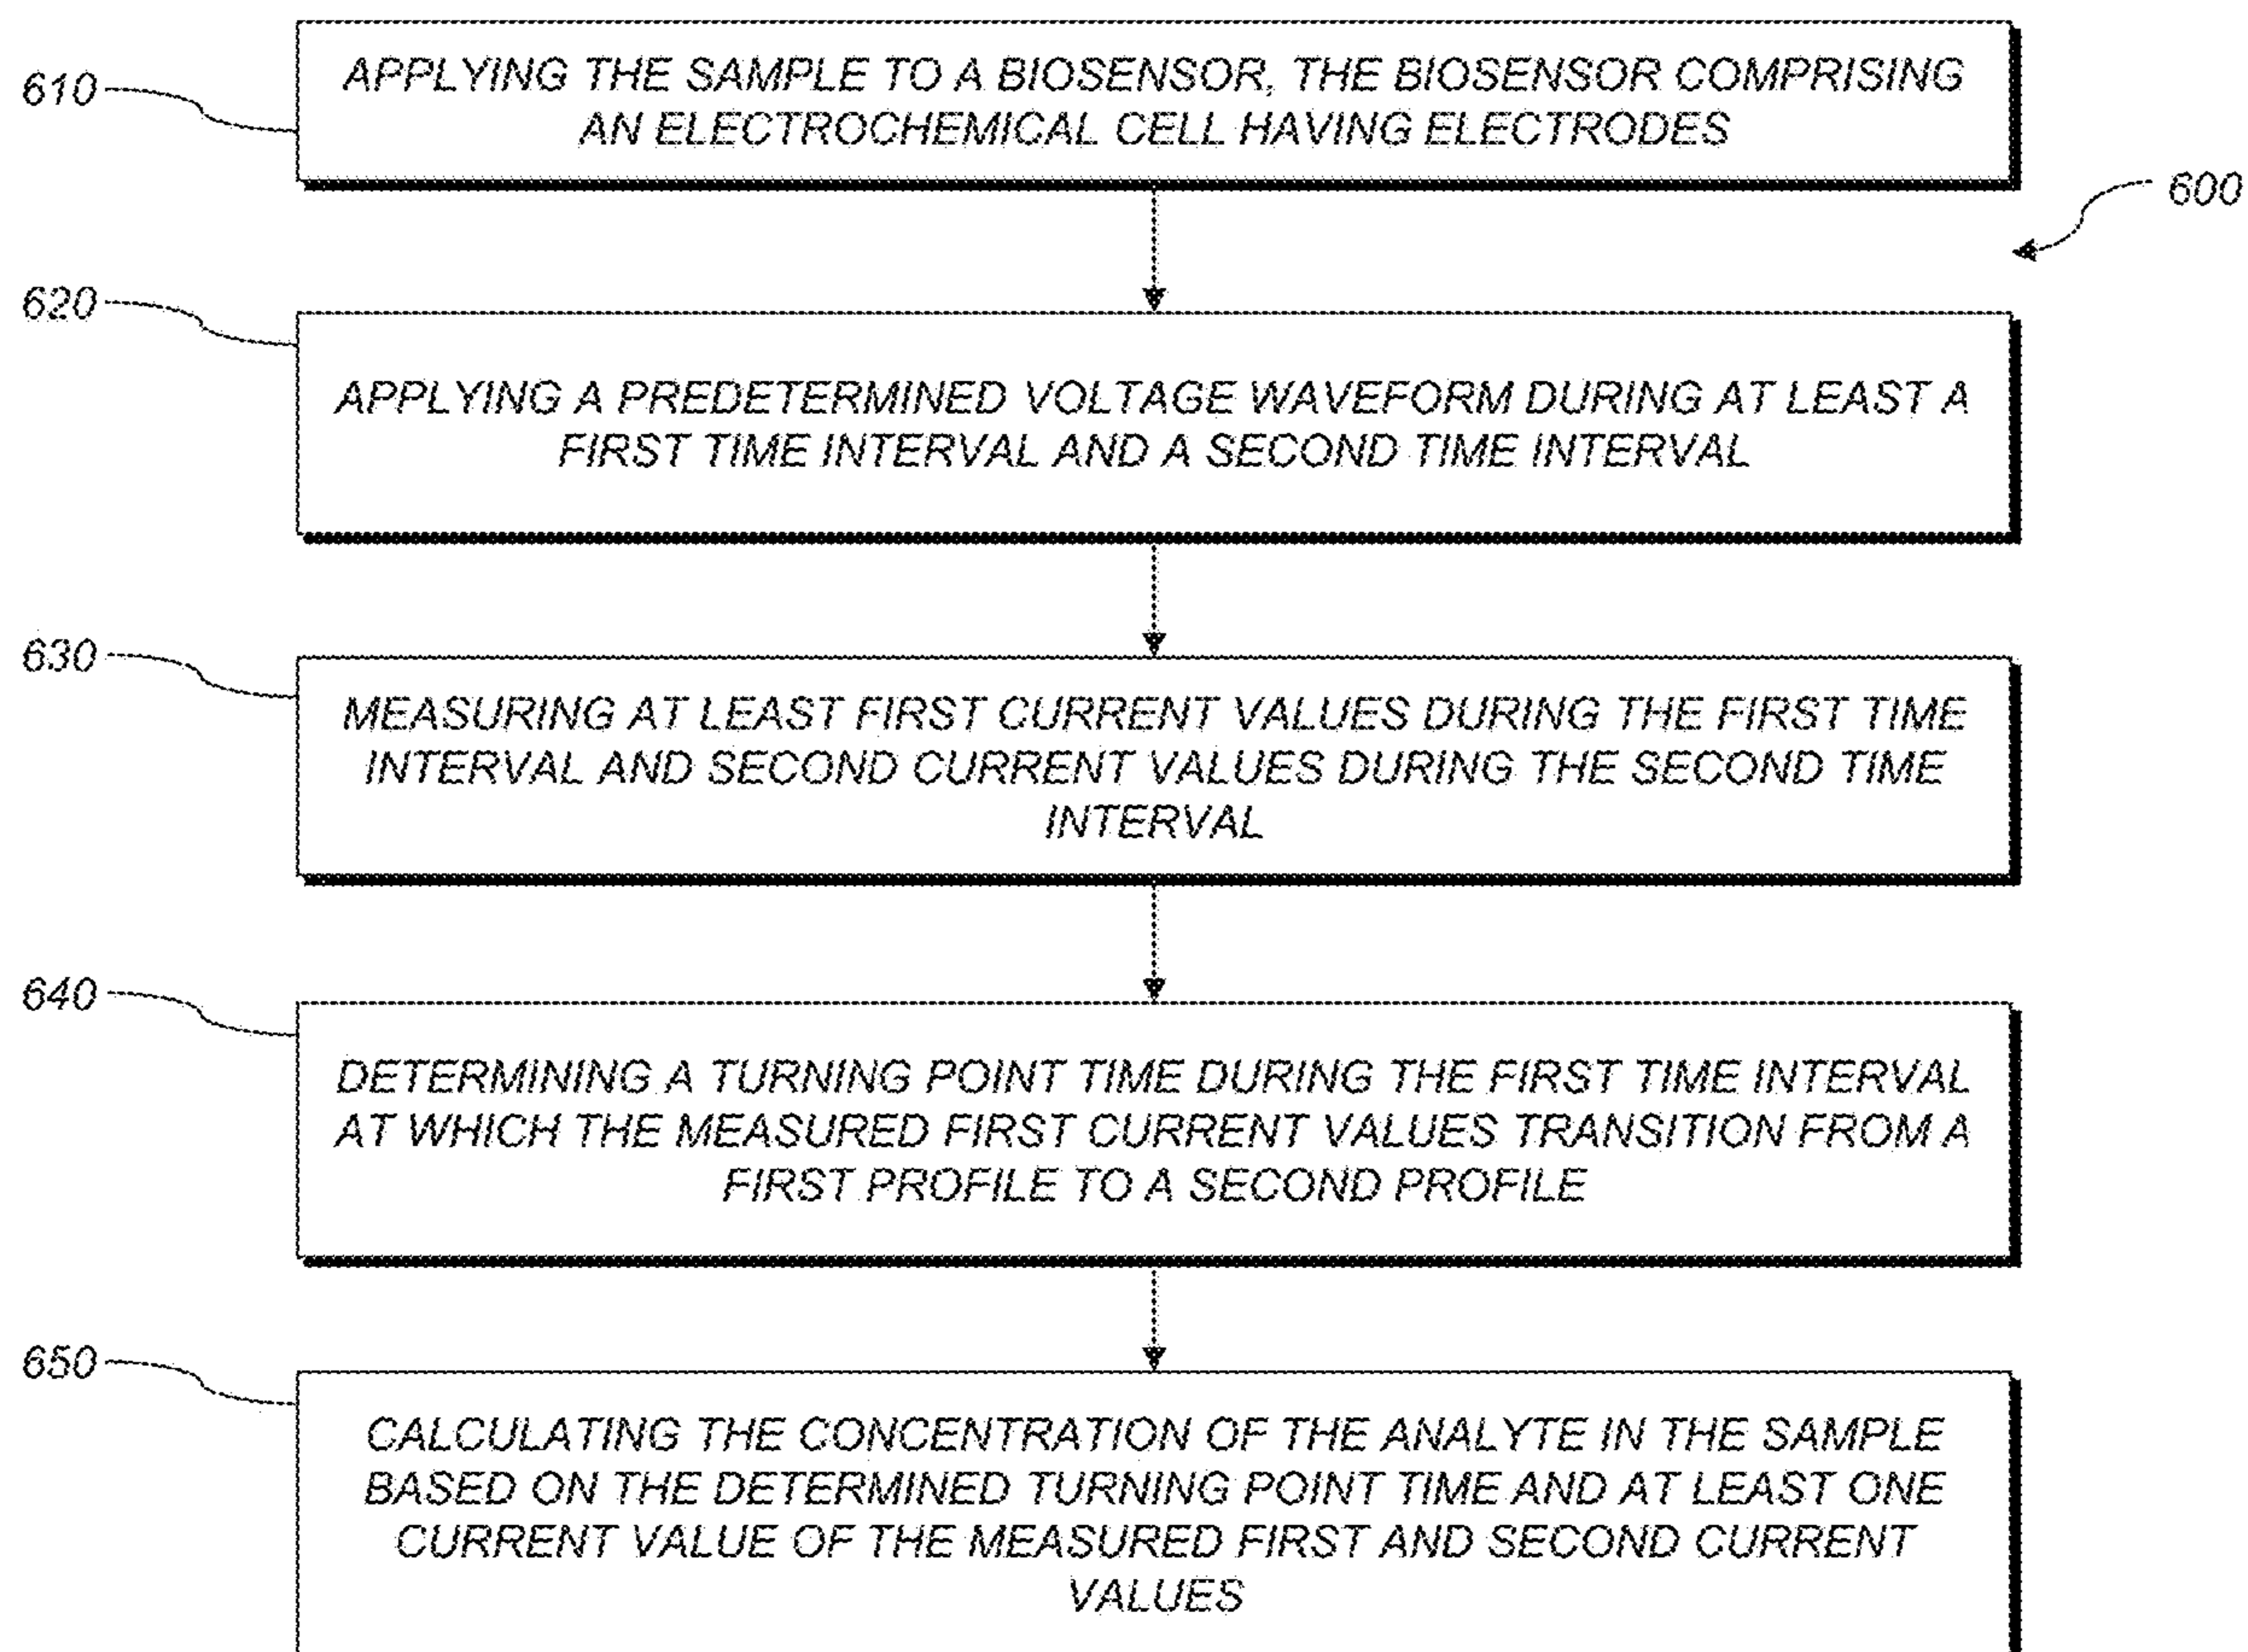 610
APPLYING THE SAMPLE TO A BIOSENSOR, THE BIOSENSOR COMPRISING
AN ELECTROCHEMICAL CELL HAVING ELECTRODES
600
620
APPLYING A PREDETERMINED VOLTAGE WAVEFORM DURING AT LEAST A
FIRST TIME INTERVAL AND A SECOND TIME INTERVAL
630
MEASURING AT LEAST FIRST CURRENT VALUES DURING THE FIRST TIME
INTERVAL AND SECOND CURRENT VALUES DURING THE SECOND TIME
INTERVAL
640
DETERMINING A TURNING POINT TIME DURING THE FIRST TIME INTERVAL
AT WHICH THE MEASURED FIRST CURRENT VALUES TRANSITION FROM A
FIRST PROFILE TO A SECOND PROFILE
650
CALCULATING THE CONCENTRATION OF THE ANALYTE IN THE SAMPLE
BASED ON THE DETERMINED TURNING POINT TIME AND AT LEAST ONE
CURRENT VALUE OF THE MEASURED FIRST AND SECOND CURRENT
VALUES